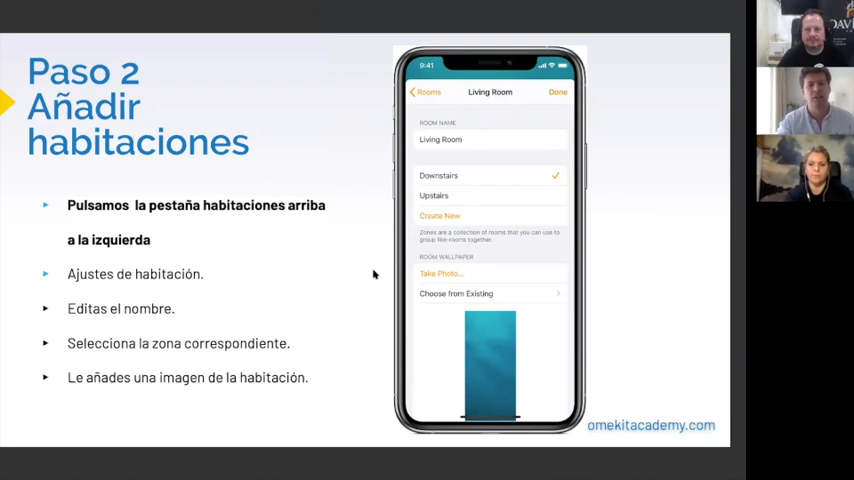 Paso 2
Añadir
habitaciones
Pulsamos la pestaña habitaciones arriba
a la izquierda
Ajustes de habitación.
Editas el nombre.
Selecciona la zona correspondiente.
Le añades una imagen de la habitación.
9:41
Rooms Living Room Done
ROOM NAME
Living Room
Downstairs
Upstairs
Create New
Zones are a collection of rooms that you can use to
group like-rooms together.
ROOM WALLPAPER
Take Photo...
Choose from Existing
omekitacademy.com